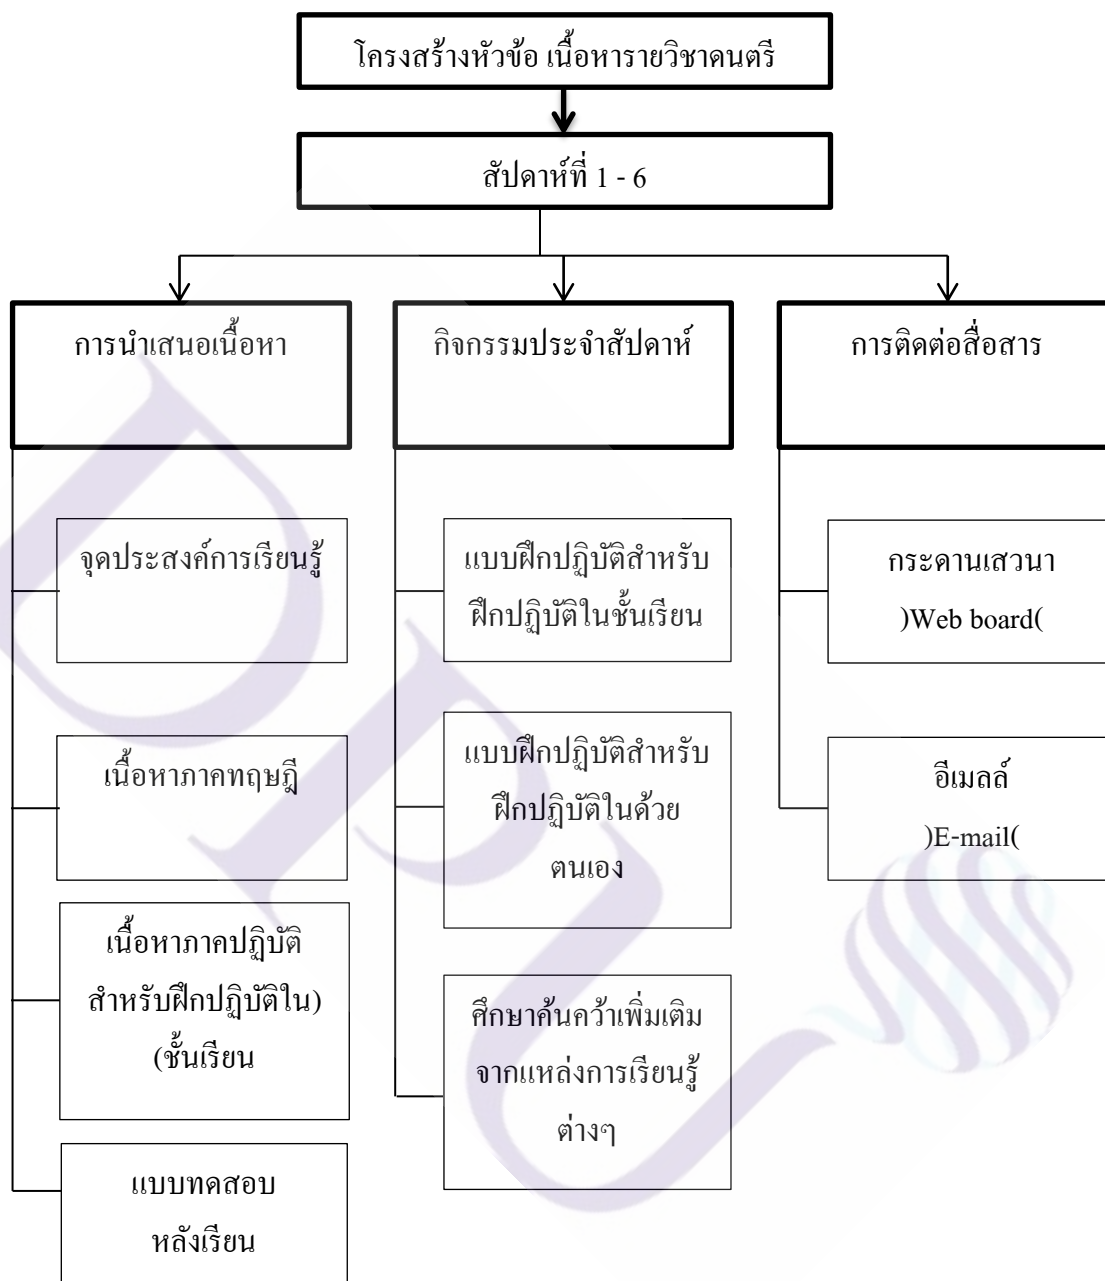 โครงสร้างหัวข้อ เนื้อหารายวิชาดนตรี
สัปดาห์ที่ 1 - 6
การนำเสนอเนื้อหา
จุดประสงค์การเรียนรู้
เนื้อหาภาคทฤษฎี
เนื้อหาภาคปฏิบัติ
สำหรับฝึกปฏิบัติใน)
(ชั้นเรียน
แบบทดสอบ
หลังเรียน
กิจกรรมประจำสัปดาห์
แบบฝึกปฏิบัติสำหรับ
ฝึกปฏิบัติในชั้นเรียน
แบบฝึกปฏิบัติสำหรับ
ฝึกปฏิบัติในด้วย
ตนเอง
ศึกษาค้นคว้าเพิ่มเติม
จากแหล่งการเรียนรู้
ต่างๆ
การติดต่อสื่อสาร
กระดานเสวนา
)Web board(
อีเมลล์
)E-mail(
DPU